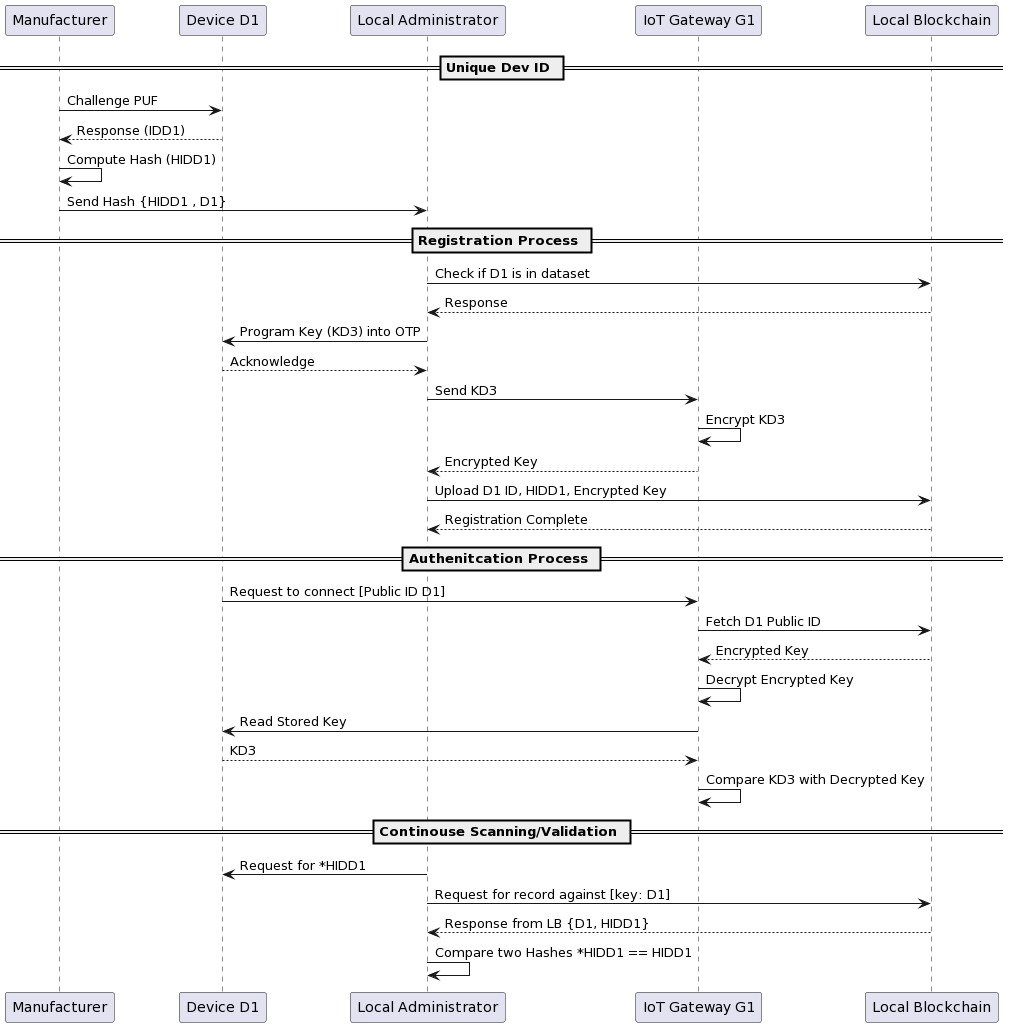 Manufacturer Device D1 Local Administrator IoT Gateway G1 Local Blockchain
Unique Dev ID
Challenge PUF
Response (IDD1)
Compute Hash (HIDD1)
Send Hash {HIDD1 , D1}
Registration Process
Check if D1 is in dataset
Response
Program Key (KD3) into OTP
Acknowledge
Send KD3
Encrypt KD3
Encrypted Key
Upload D1 ID, HIDD1, Encrypted Key
Registration Complete
Authenitcation Process
Request to connect [Public ID D1]
Fetch D1 Public ID
Encrypted Key
Decrypt Encrypted Key
Read Stored Key
KD3
Compare KD3 with Decrypted Key
Continouse Scanning/Validation
Request for *HIDD1
Request for record against [key: D1]
Response from LB {D1, HIDD1}
Compare two Hashes *HIDD1 == HIDD1
Manufacturer Device D1 Local Administrator IoT Gateway G1 Local Blockchain